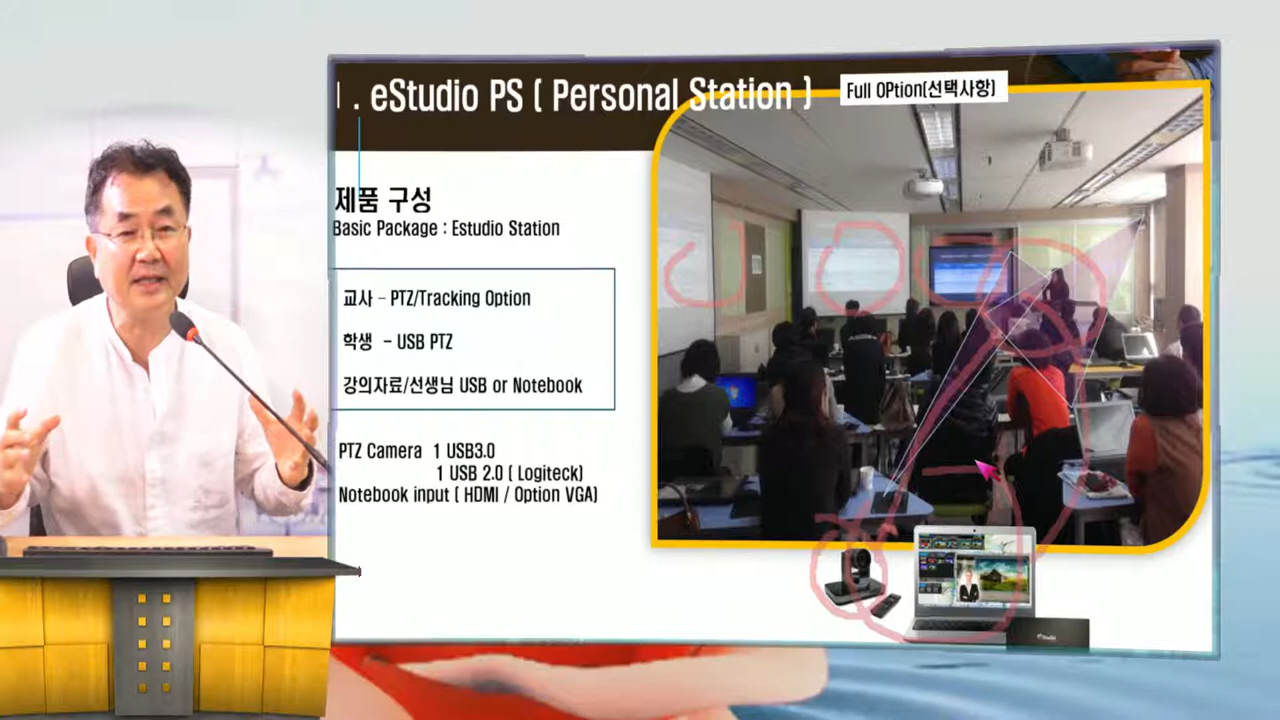 . eStudio PS ( Personal Station )
Full OPtion(선택사항)
제품 구성
Basic Package : Estudio Station
교사 – PTZ/Tracking Option
학생 – USB PTZ
강의자료/선생님 USB or Notebook
PTZ Camera 1 USB3.0
1 USB 2.0 ( Logiteck)
Notebook input ( HDMI / Option VGA)
eStudio